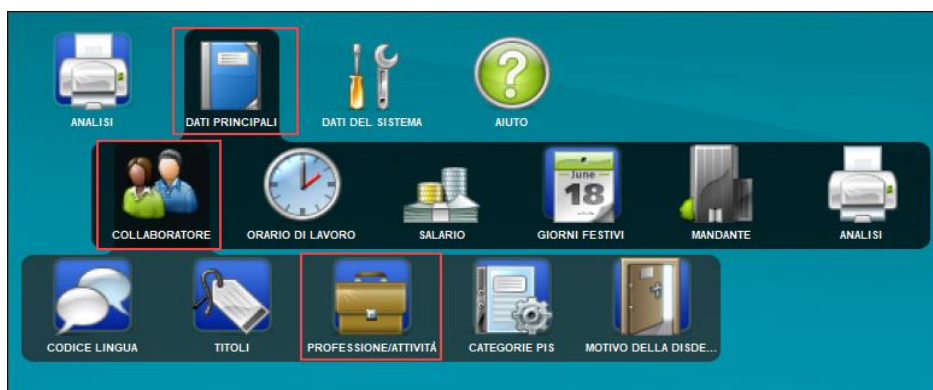 ANALISI
DATI PRINCIPALI
DATI DEL SISTEMA
AIUTO
COLLABORATORE
ORARIO DI LAVORO
SALARIO
June
18
GIORNI FESTIVI
MANDANTE
ANALISI
CODICE LINGUA
TITOLI
PROFESSIONE/ATTIVITÁ
CATEGORIE PIS
MOTIVO DELLA DISDE...